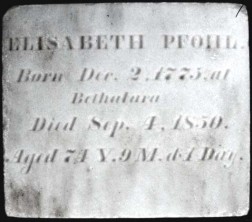 ELISABETH PFOHL.
Born Dec. 2, 1775, at
Bethabara
Died Sep. 4, 1850.
Aged 74 Y. 9 M. & 1 Day.